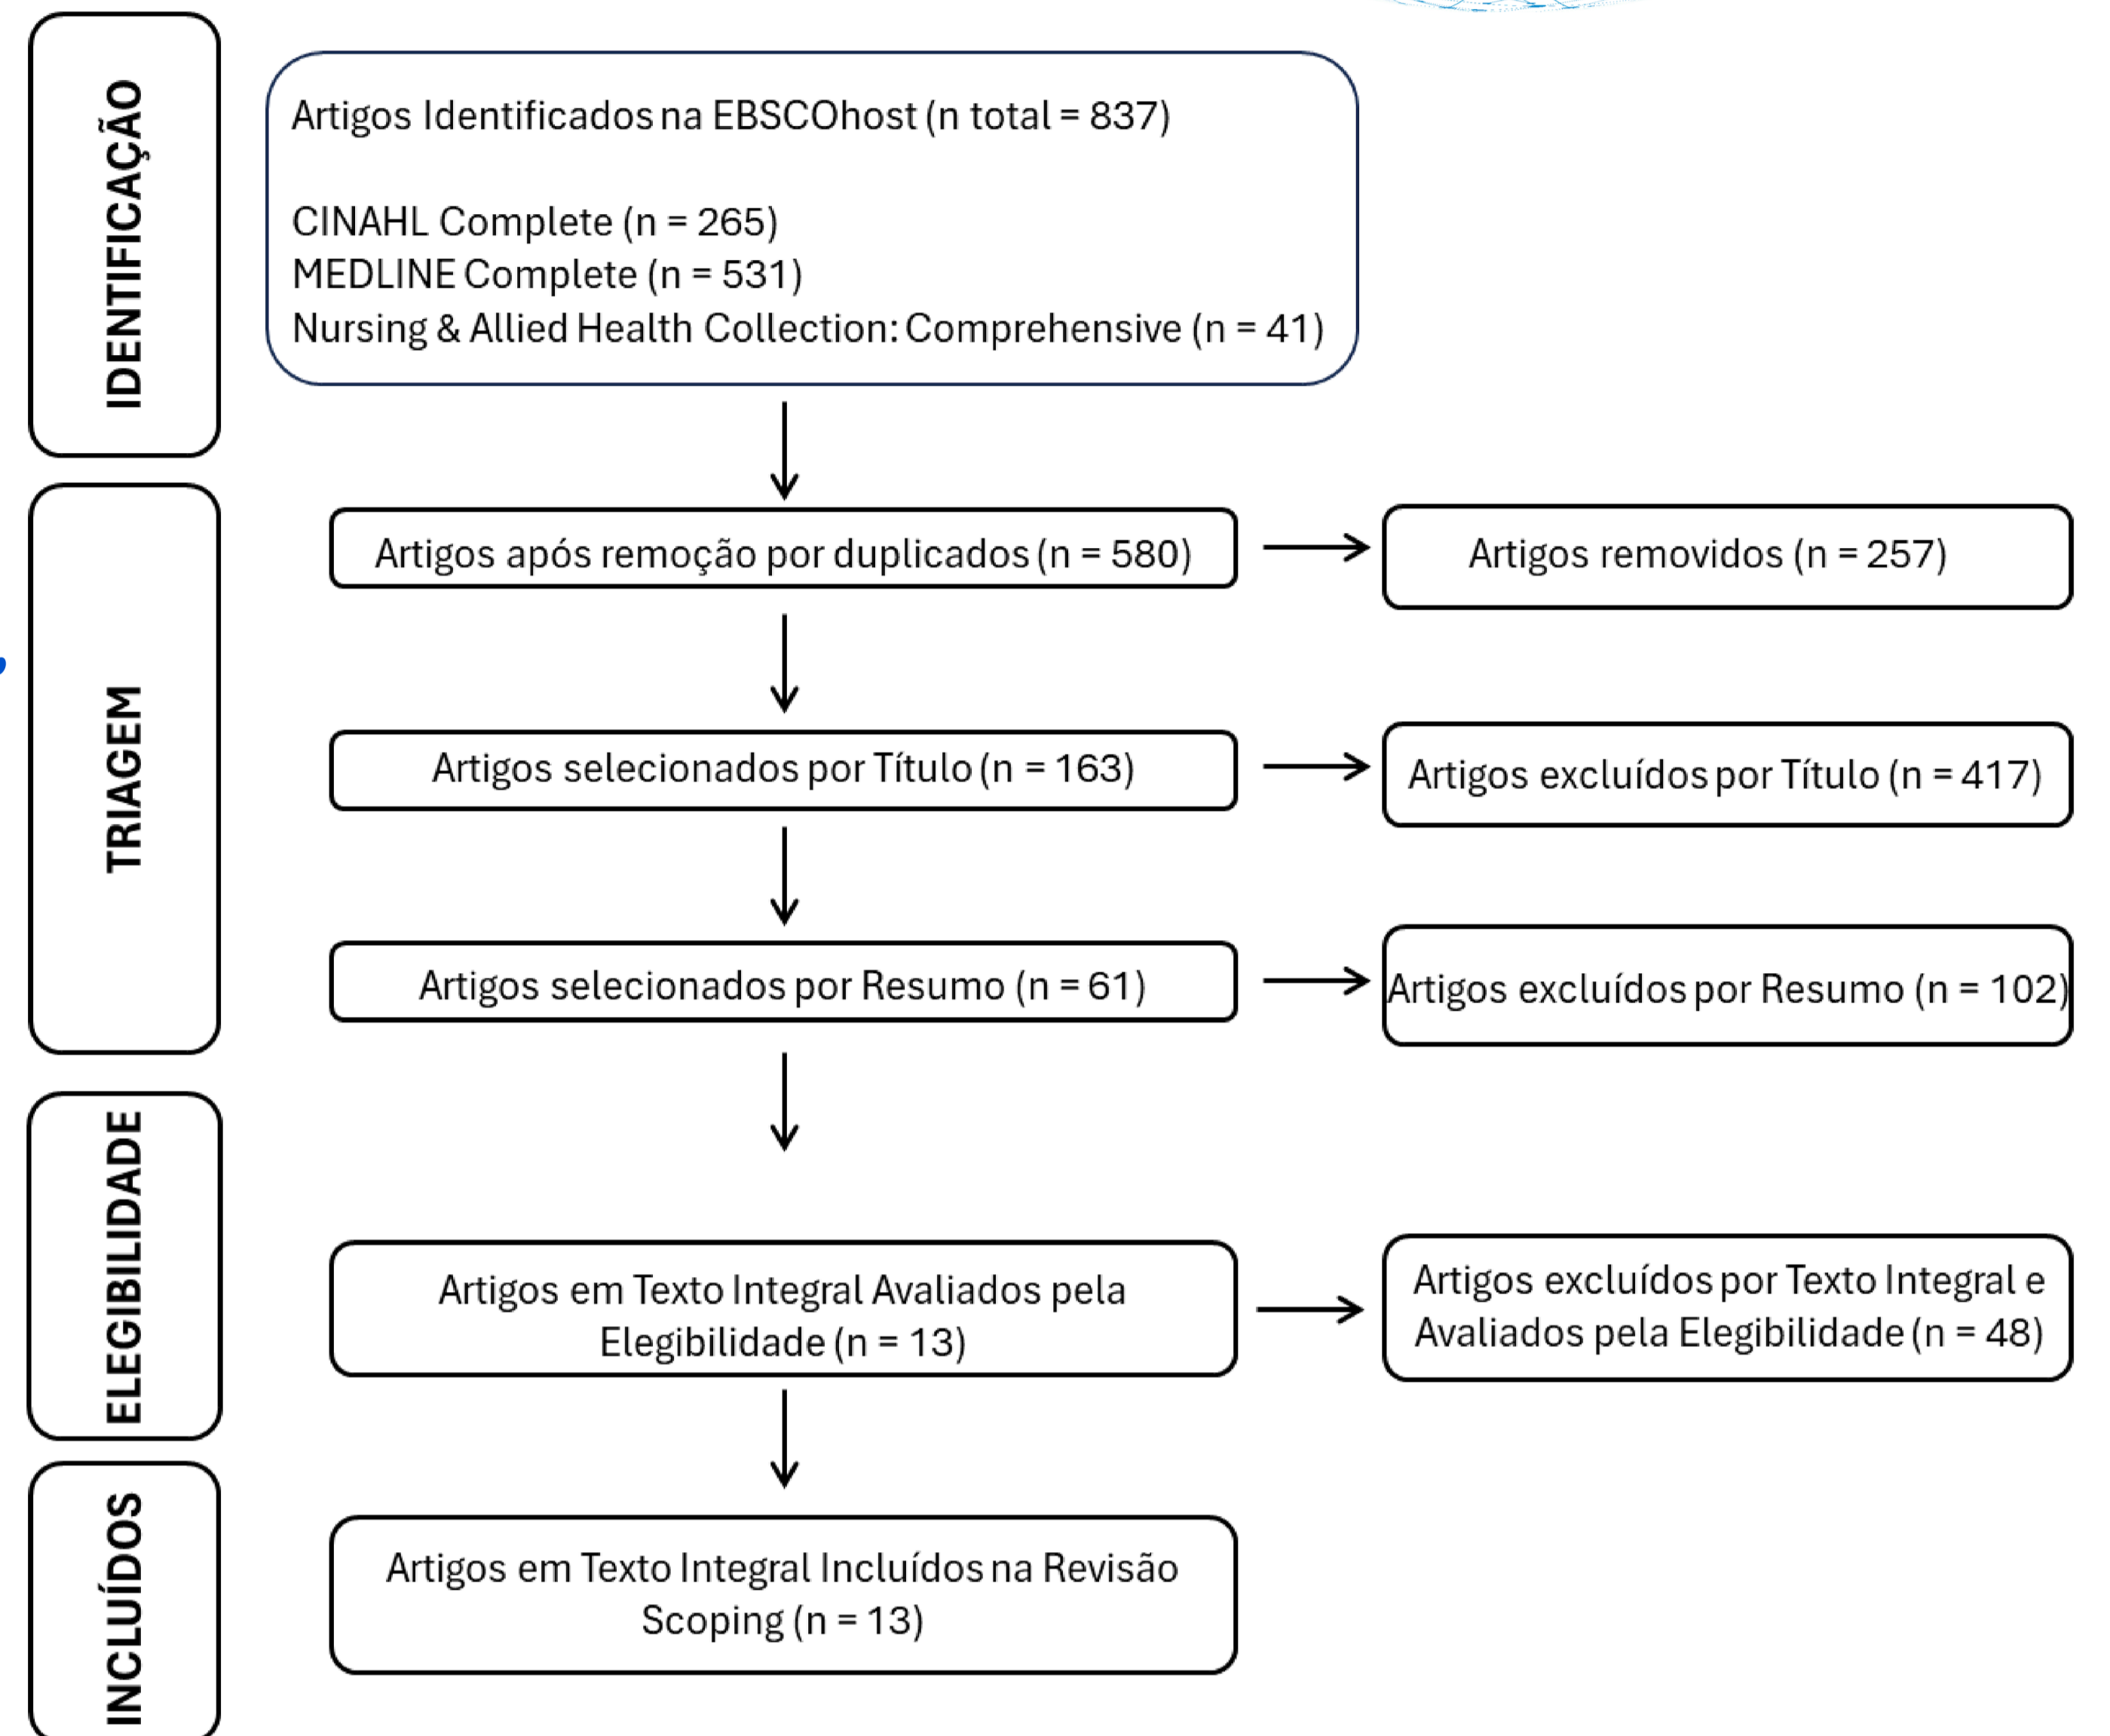 IDENTIFICAÇÃO
Artigos Identificados na EBSCOhost (n total = 837)
CINAHL Complete (n = 265)
MEDLINE Complete (n = 531)
Nursing & Allied Health Collection: Comprehensive (n = 41)
TRIAGEM
Artigos após remoção por duplicados (n = 580)
Artigos removidos (n = 257)
Artigos selecionados por Título (n = 163)
Artigos excluídos por Título (n = 417)
Artigos selecionados por Resumo (n = 61)
Artigos excluídos por Resumo (n = 102)
ELEGIBILIDADE
Artigos em Texto Integral Avaliados pela
Elegibilidade (n = 13)
Artigos excluídos por Texto Integral e
Avaliados pela Elegibilidade (n = 48)
INCLUÍDOS
Artigos em Texto Integral Incluídos na Revisão
Scoping (n = 13)